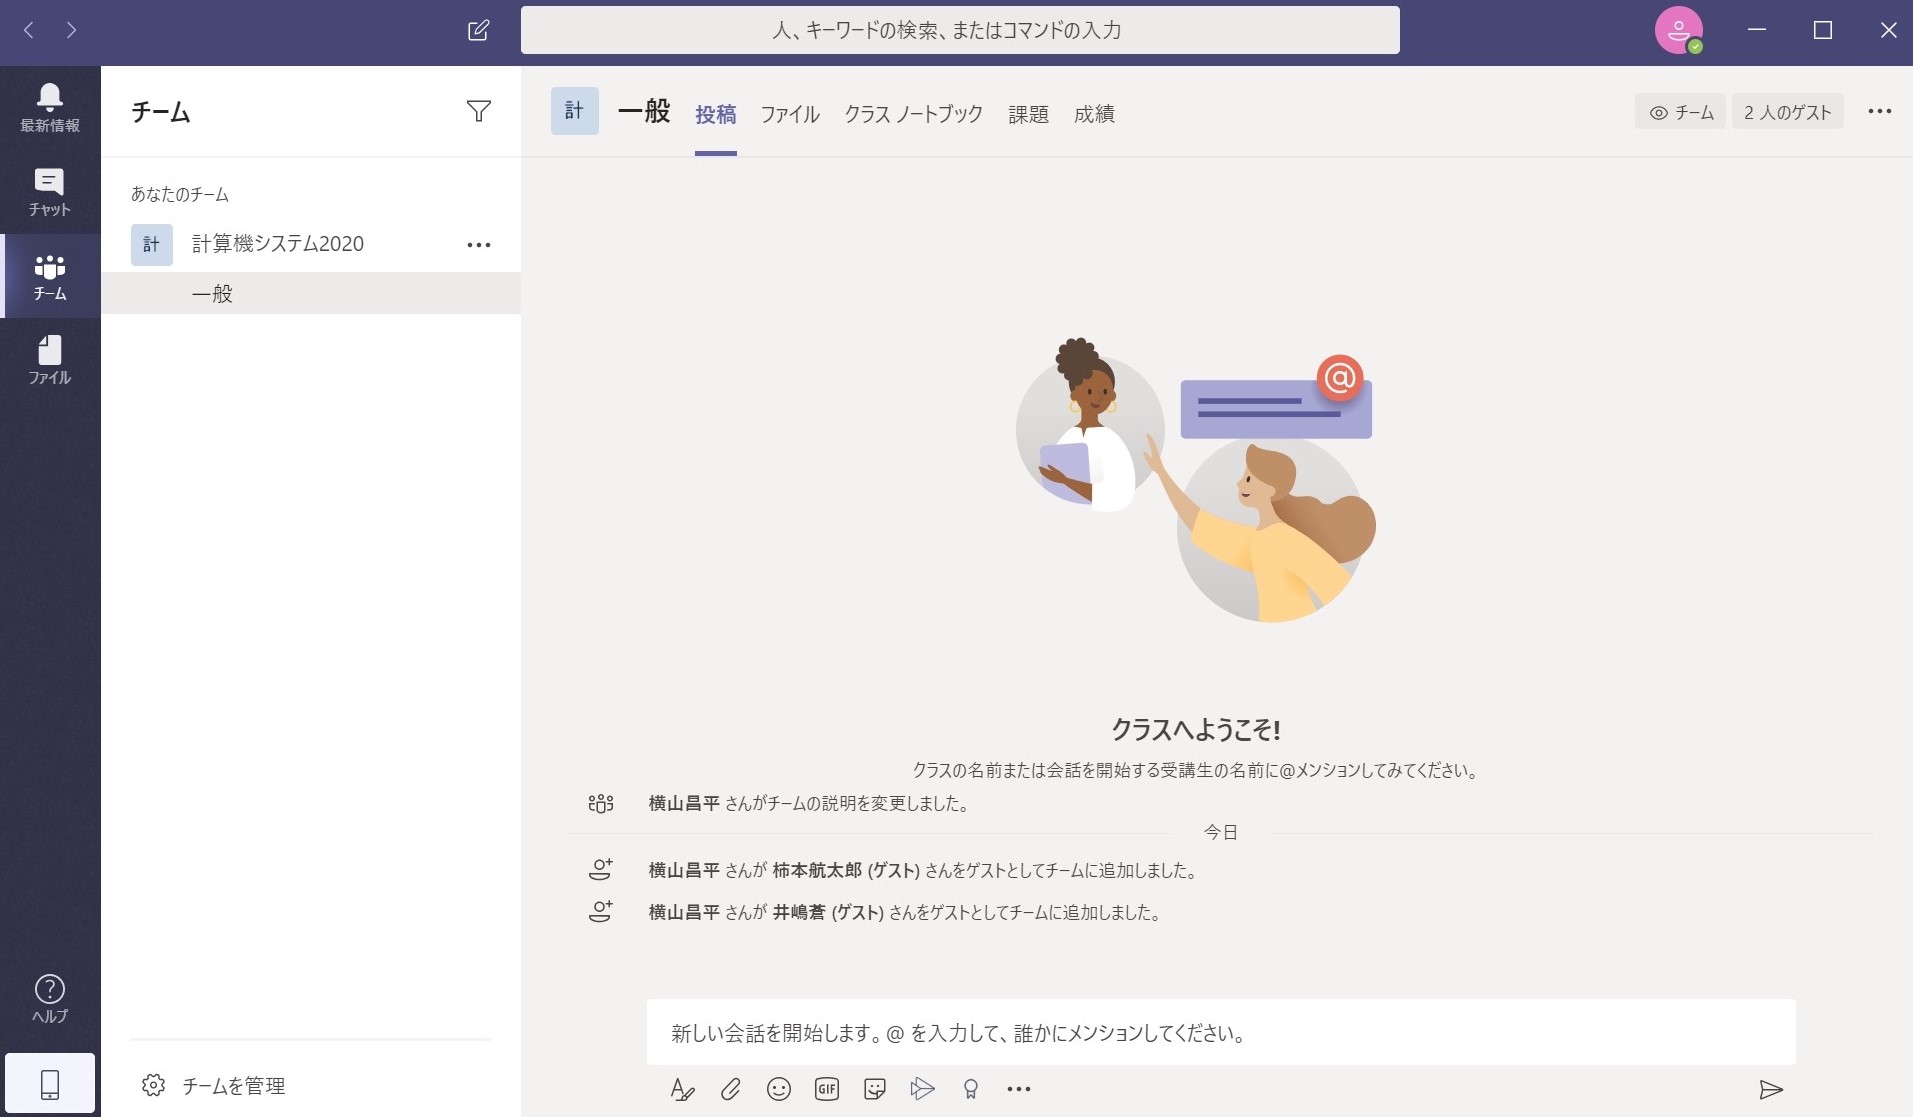 人、キーワードの検索、またはコマンドの入力
最新情報
チャット
チーム
ファイル
ヘルプ
チーム
あなたのチーム
計 計算機システム2020
一般
チームを管理
計 一般 投稿 ファイル クラス ノートブック 課題 成績
チーム 2 人のゲスト
@
クラスへようこそ!
クラスの名前または会話を開始する受講生の名前に@メンションしてみてください。
横山昌平 さんがチームの説明を変更しました。
今日
横山昌平 さんが 柿本航太郎 (ゲスト) さんをゲストとしてチームに追加しました。
横山昌平 さんが 井嶋蒼 (ゲスト) さんをゲストとしてチームに追加しました。
新しい会話を開始します。@ を入力して、誰かにメンションしてください。
GIF